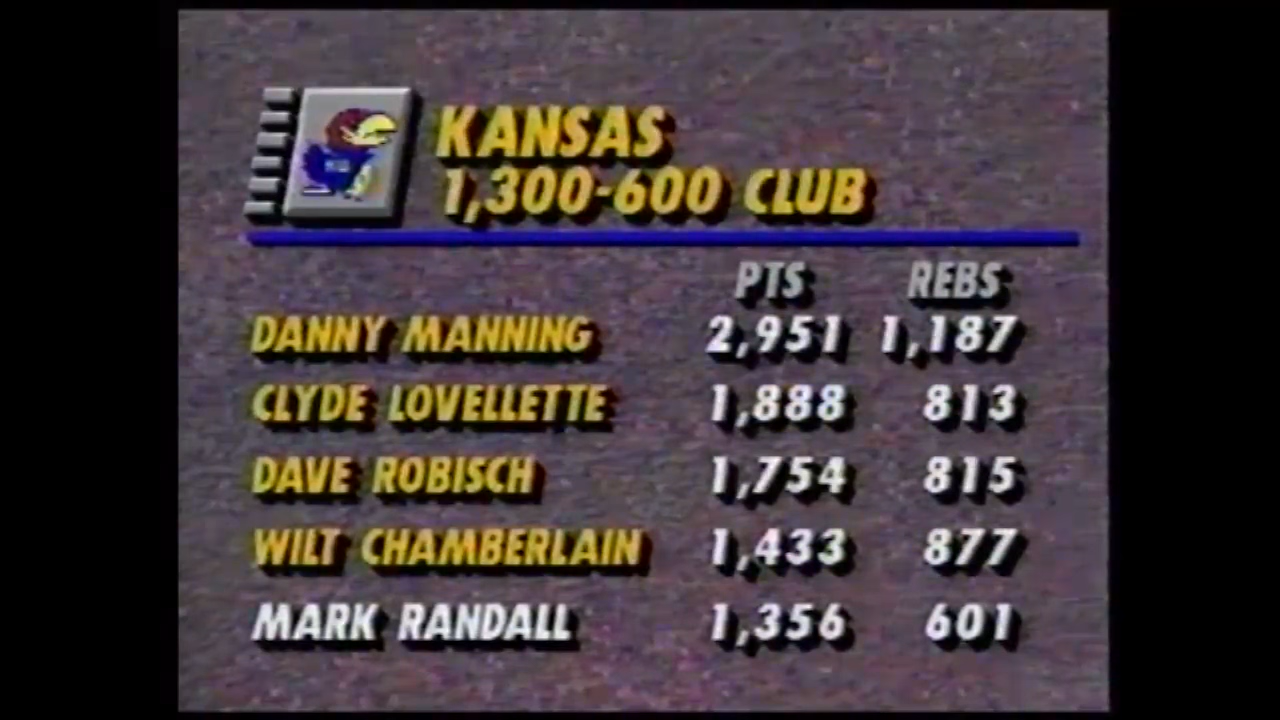 KANSAS
1,300-600 CLUB
PTS REBS
DANNY MANNING 2,951 1,187
CLYDE LOVELLETTE 1,888 813
DAVE ROBISCH 1,754 815
WILT CHAMBERLAIN 1,433 877
MARK RANDALL 1,356 601